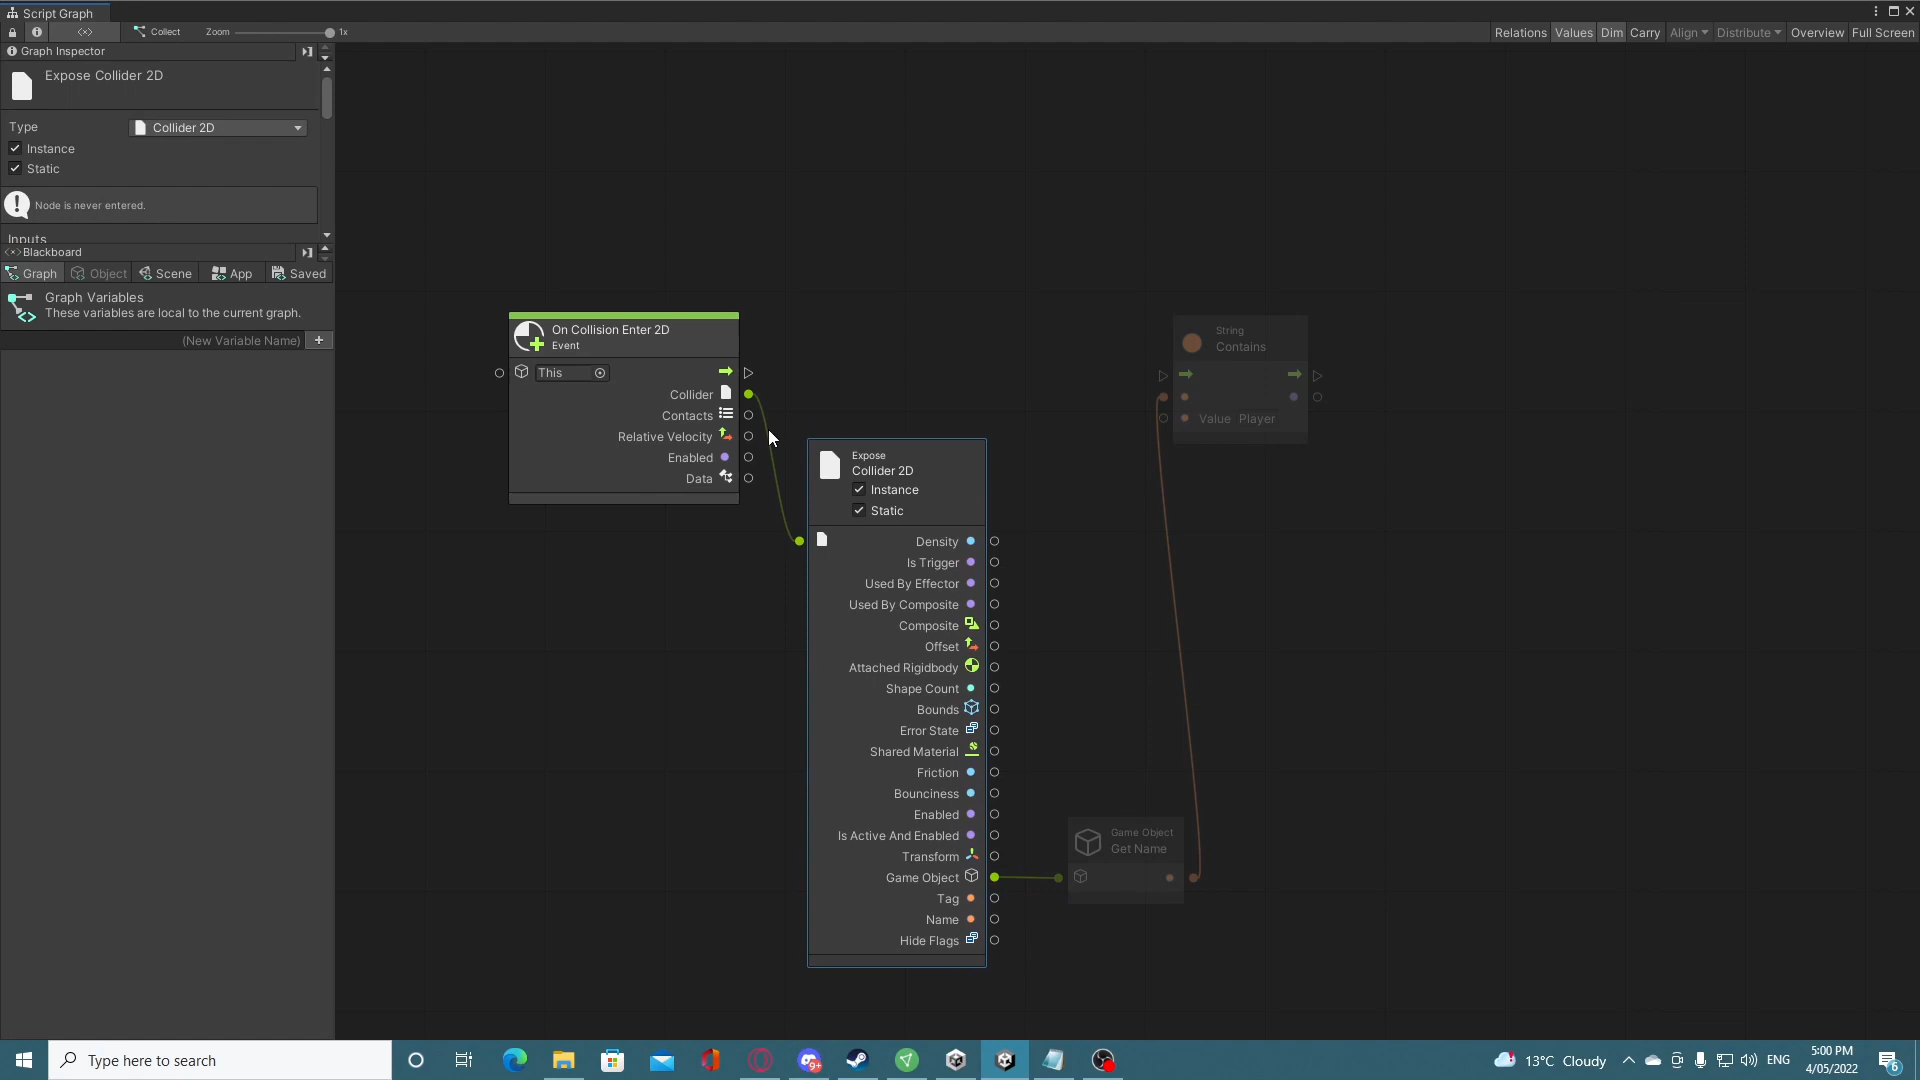 Script Graph
Collect
Zoom
1x
Relations
Values
Dim
Carry
Align
Distribute
Overview
Full Screen
Graph Inspector
Expose Collider 2D
Type
Collider 2D
Instance
Static
Node is never entered.
Inputs
Blackboard
Graph
Object
Scene
App
Saved
Graph Variables
These variables are local to the current graph.
(New Variable Name)
On Collision Enter 2D
Event
This
Collider
Contacts
Relative Velocity
Enabled
Data
Expose
Collider 2D
Instance
Static
Density
Is Trigger
Used By Effector
Used By Composite
Composite
Offset
Attached Rigidbody
Shape Count
Bounds
Error State
Shared Material
Friction
Bounciness
Enabled
Is Active And Enabled
Transform
Game Object
Tag
Name
Hide Flags
String
Contains
Value Player
Game Object
Get Name
Type here to search
9+
13°C Cloudy
ENG
5:00 PM
4/05/2022
6